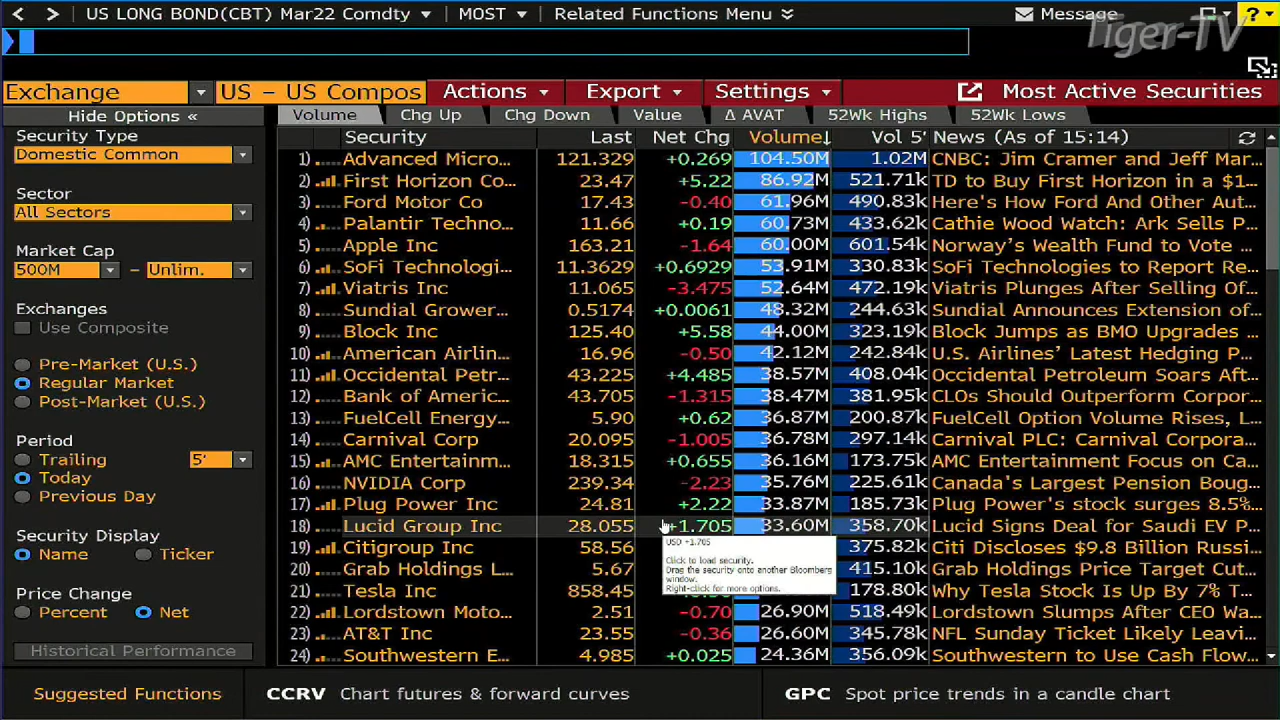 US LONG BOND(CBT) Mar22 Comdty MOST Related Functions Menu Message ?
Tiger-TV
Exchange US - US Compos Actions Export Settings Most Active Securities
Hide Options « Volume Chg Up Chg Down Value Δ AVAT 52Wk Highs 52Wk Lows
Security Type
Domestic Common
Sector
All Sectors
Market Cap
500M - Unlim.
Exchanges
Use Composite
Pre-Market (U.S.)
Regular Market
Post-Market (U.S.)
Period
Trailing 5'
Today
Previous Day
Security Display
Name Ticker
Price Change
Percent Net
Historical Performance
Security Last Net Chg Volume↓ Vol 5' News (As of 15:14)
1) Advanced Micro... 121.329 +0.269 104.50M 1.02M CNBC: Jim Cramer and Jeff Mar...
2) First Horizon Co... 23.47 +5.22 86.92M 521.71k TD to Buy First Horizon in a $1...
3) Ford Motor Co 17.43 -0.40 61.96M 490.83k Here's How Ford And Other Aut...
4) Palantir Techno... 11.66 +0.19 60.73M 433.62k Cathie Wood Watch: Ark Sells P...
5) Apple Inc 163.21 -1.64 60.00M 601.54k Norway's Wealth Fund to Vote ...
6) SoFi Technologi... 11.3629 +0.6929 53.91M 330.83k SoFi Technologies to Report Re...
7) Viatris Inc 11.065 -3.475 52.64M 472.19k Viatris Plunges After Selling Of...
8) Sundial Grower... 0.5174 +0.0061 48.32M 244.63k Sundial Announces Extension of...
9) Block Inc 125.40 +5.58 44.00M 323.19k Block Jumps as BMO Upgrades ...
10) American Airlin... 16.96 -0.50 42.12M 242.84k U.S. Airlines' Latest Hedging P...
11) Occidental Petr... 43.225 +4.485 38.57M 408.04k Occidental Petroleum Soars Aft...
12) Bank of Americ... 43.705 -1.315 38.47M 381.95k CLOs Should Outperform Corpor...
13) FuelCell Energy... 5.90 +0.62 36.87M 200.87k FuelCell Option Volume Rises, L...
14) Carnival Corp 20.095 -1.005 36.78M 297.14k Carnival PLC: Carnival Corpora...
15) AMC Entertainm... 18.315 +0.655 36.16M 173.75k AMC Entertainment Focus on Ca...
16) NVIDIA Corp 239.34 -2.23 35.76M 225.61k Canada's Largest Pension Boug...
17) Plug Power Inc 24.81 +2.22 33.87M 185.73k Plug Power's stock surges 8.5%...
18) Lucid Group Inc 28.055 +1.705 33.60M 358.70k Lucid Signs Deal for Saudi EV P...
19) Citigroup Inc 58.56 375.82k Citi Discloses $9.8 Billion Russi...
20) Grab Holdings L... 5.67 415.10k Grab Holdings Price Target Cut...
21) Tesla Inc 858.45 178.80k Why Tesla Stock Is Up By 7% T...
22) Lordstown Moto... 2.51 -0.70 26.90M 518.49k Lordstown Slumps After CEO Wa...
23) AT&T Inc 23.55 -0.36 26.60M 345.78k NFL Sunday Ticket Likely Leavi...
24) Southwestern E... 4.985 +0.025 24.36M 356.09k Southwestern to Use Cash Flow...
USD +1.705
Click to load security.
Drag the security onto another Bloomberg
window.
Right-click for more options.
Suggested Functions CCRV Chart futures & forward curves GPC Spot price trends in a candle chart